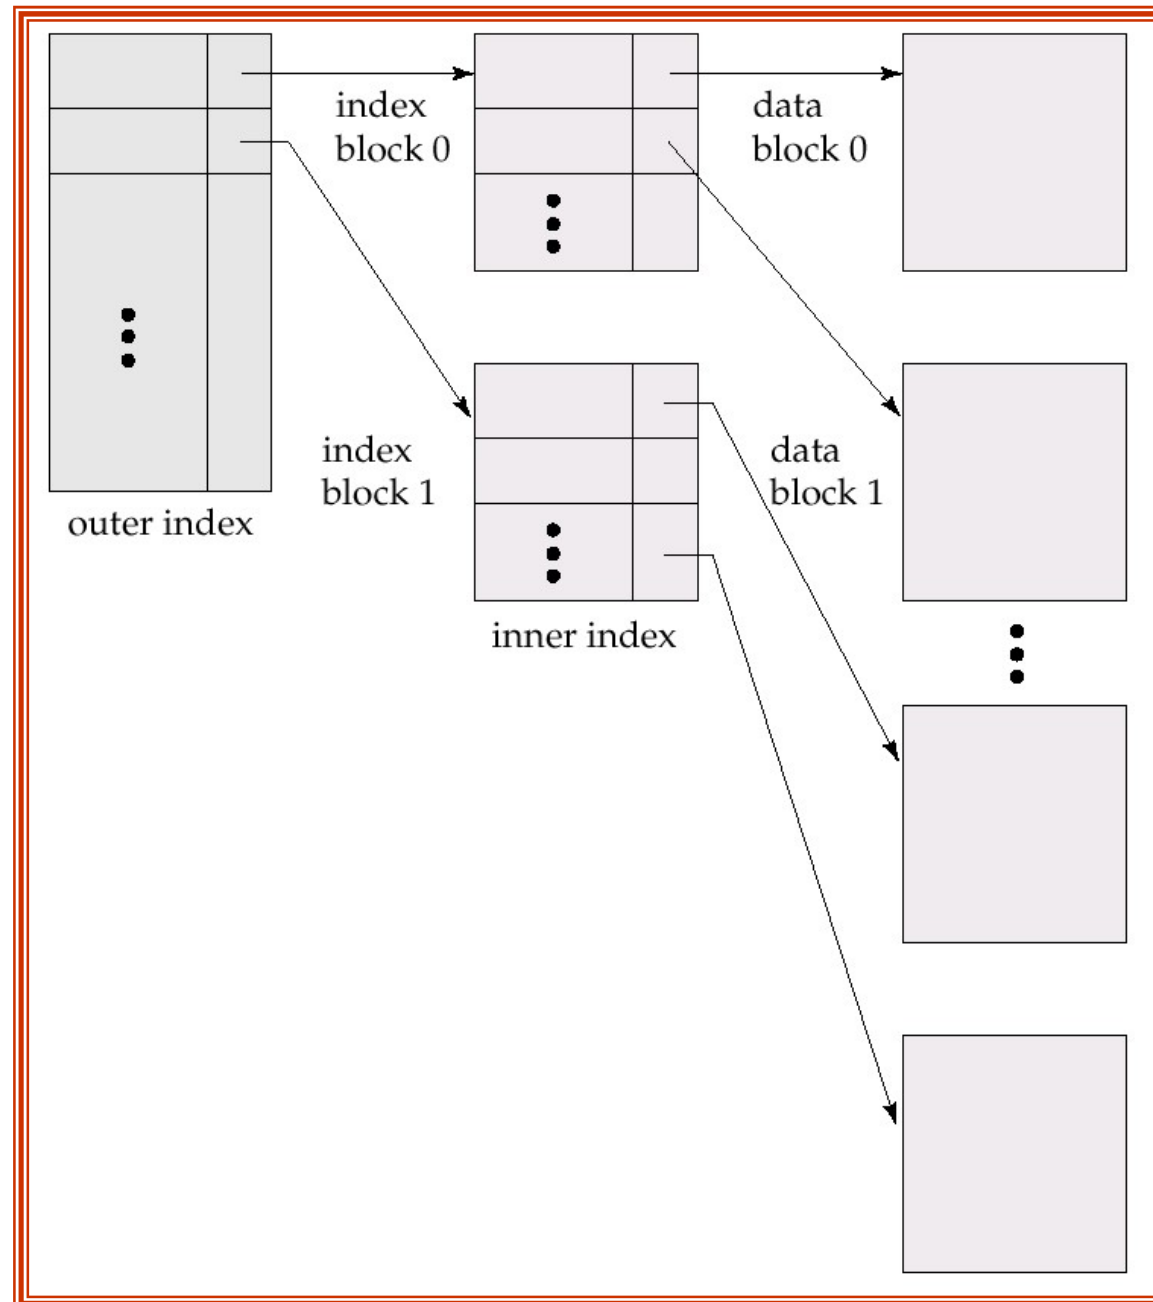 index
block 0
data
block 0
index
block 1
data
block 1
outer index
inner index